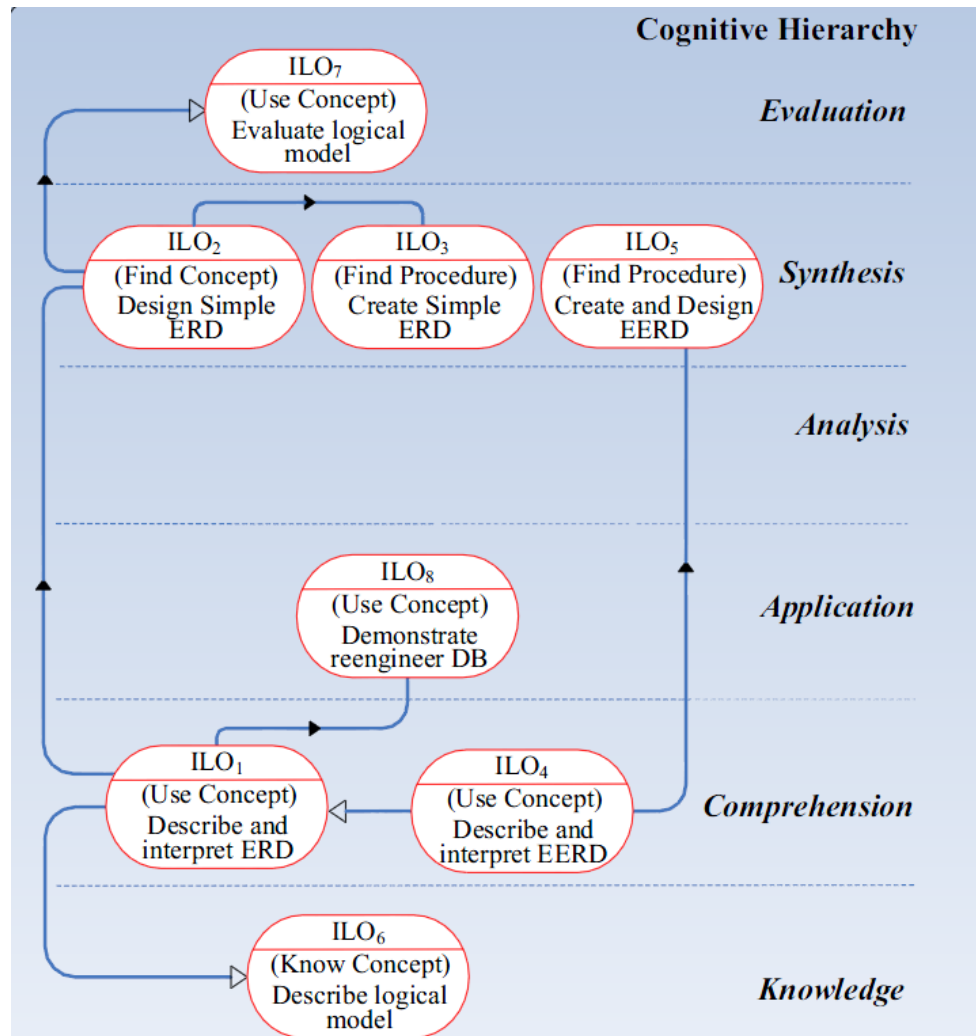 Cognitive Hierarchy
ILO₇
(Use Concept)
Evaluate logical
model
Evaluation
ILO₂
(Find Concept)
Design Simple
ERD
ILO₃
(Find Procedure)
Create Simple
ERD
ILO₅
(Find Procedure)
Create and Design
EERD
Synthesis
Analysis
ILO₈
(Use Concept)
Demonstrate
reengineer DB
Application
ILO₁
(Use Concept)
Describe and
interpret ERD
ILO₄
(Use Concept)
Describe and
interpret EERD
Comprehension
ILO₆
(Know Concept)
Describe logical
model
Knowledge